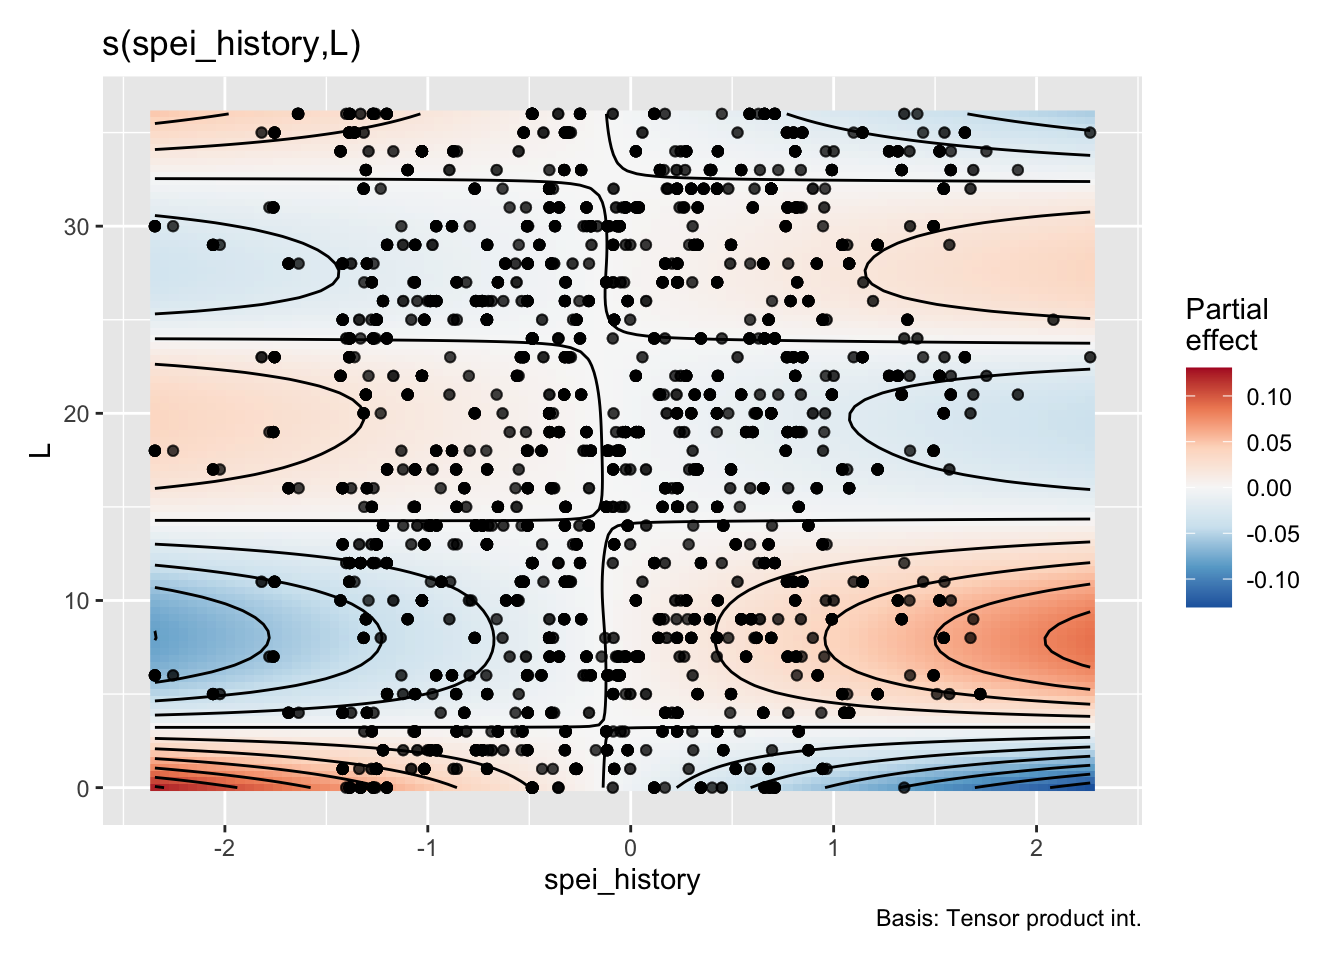 s(spei_history,L)
30
20
10
0
L
-2
-1
0
1
2
spei_history
Partial
effect
0.10
0.05
0.00
-0.05
-0.10
Basis: Tensor product int.